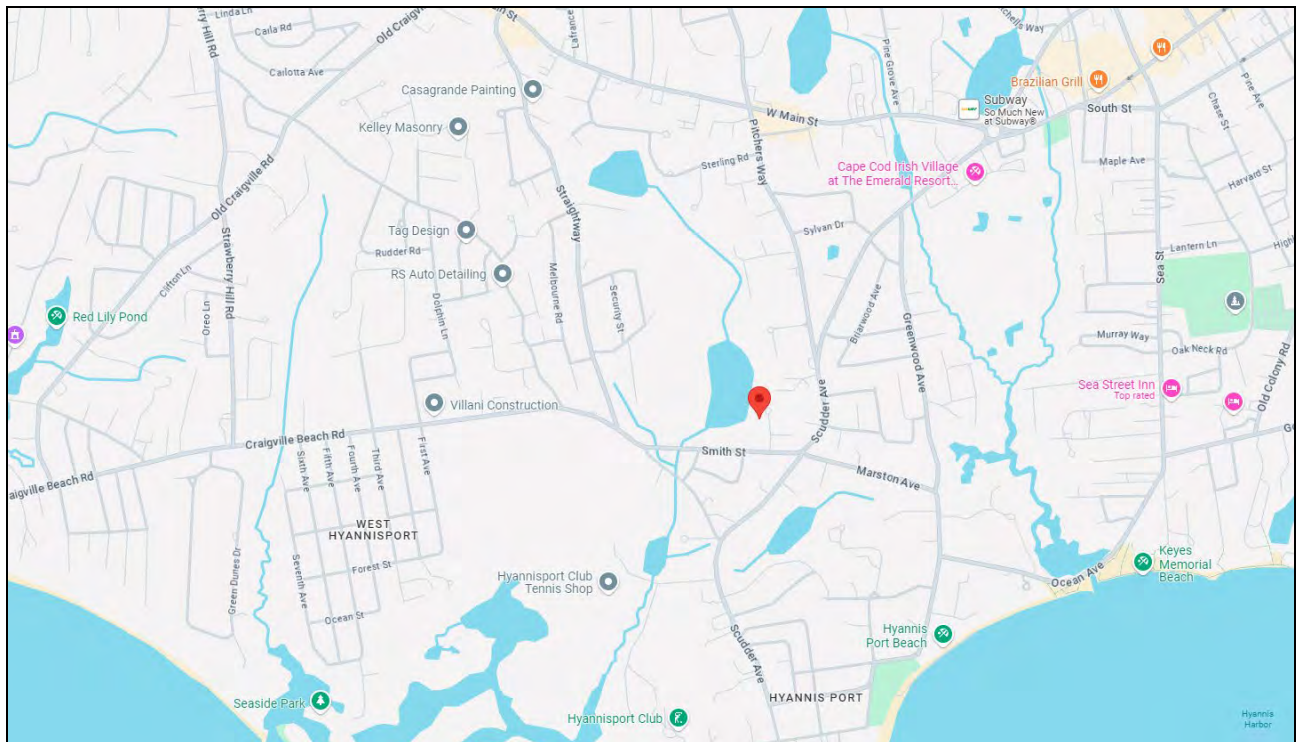 Linda Ln
Carla Rd
Carlotta Ave
Old Craigville Rd
W Main St
Casagrande Painting
Kelley Masonry
Pine Grove Ave
Brazilian Grill
Subway
So Much New
at Subway®
South St
Pine Ave
Chase St
Harvard St
Maple Ave
Sterling Rd
Pitchers Way
Cape Cod Irish Village
at The Emerald Resort...
Old Craigville Rd
Strawberry Hill Rd
Straightway
Tag Design
Rudder Rd
Sylvan Dr
Lantern Ln
Sea St
RS Auto Detailing
Clifton Ln
Oreo Ln
Dolphin Ln
Melbourne Rd
Security St
Briarwood Ave
Greenwood Ave
Red Lily Pond
Murray Way
Oak Neck Rd
Old Colony Rd
Sea Street Inn
Top rated
Villani Construction
Scudder Ave
Craigville Beach Rd
First Ave
Third Ave
Fourth Ave
Fifth Ave
Sixth Ave
Smith St
Marston Ave
aigville Beach Rd
WEST
HYANNISPORT
Forest St
Seventh Ave
Green Dunes Dr
Ocean St
Hyannisport Club
Tennis Shop
Keyes
Memorial
Beach
Ocean Ave
Hyannis
Port Beach
Scudder Ave
Seaside Park
Hyannisport Club
HYANNIS PORT
Hyannis
Harbor